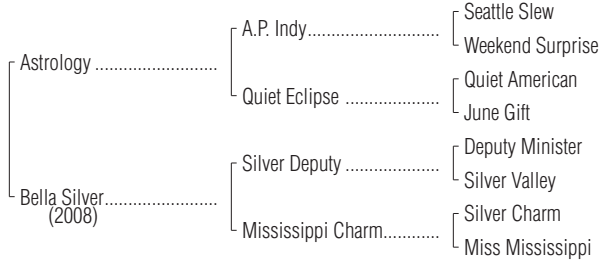 Seattle Slew
A.P. Indy..........................
Weekend Surprise
Astrology ........................
Quiet American
Quiet Eclipse ...................
June Gift
Deputy Minister
Silver Deputy ...................
Silver Valley
Bella Silver.......................
(2008)
Silver Charm
Mississippi Charm............
Miss Mississippi